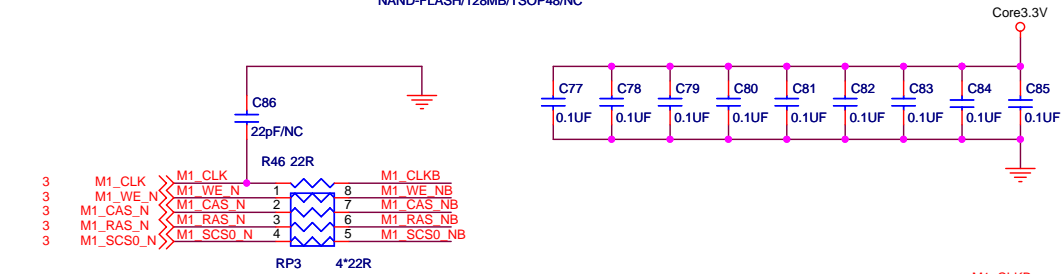 NAND-FLASH/128MB/TSOP48/NC
Core3.3V
C77 C78 C79 C80 C81 C82 C83 C84 C85
0.1UF 0.1UF 0.1UF 0.1UF 0.1UF 0.1UF 0.1UF 0.1UF 0.1UF
C86
22pF/NC
R46 22R
3 M1_CLK M1_CLK M1_CLKB
3 M1_WE_N M1_WE_N 1 8 M1_WE_NB
3 M1_CAS_N M1_CAS_N 2 7 M1_CAS_NB
3 M1_RAS_N M1_RAS_N 3 6 M1_RAS_NB
3 M1_SCS0_N M1_SCS0_N 4 5 M1_SCS0_NB
RP3 4*22R